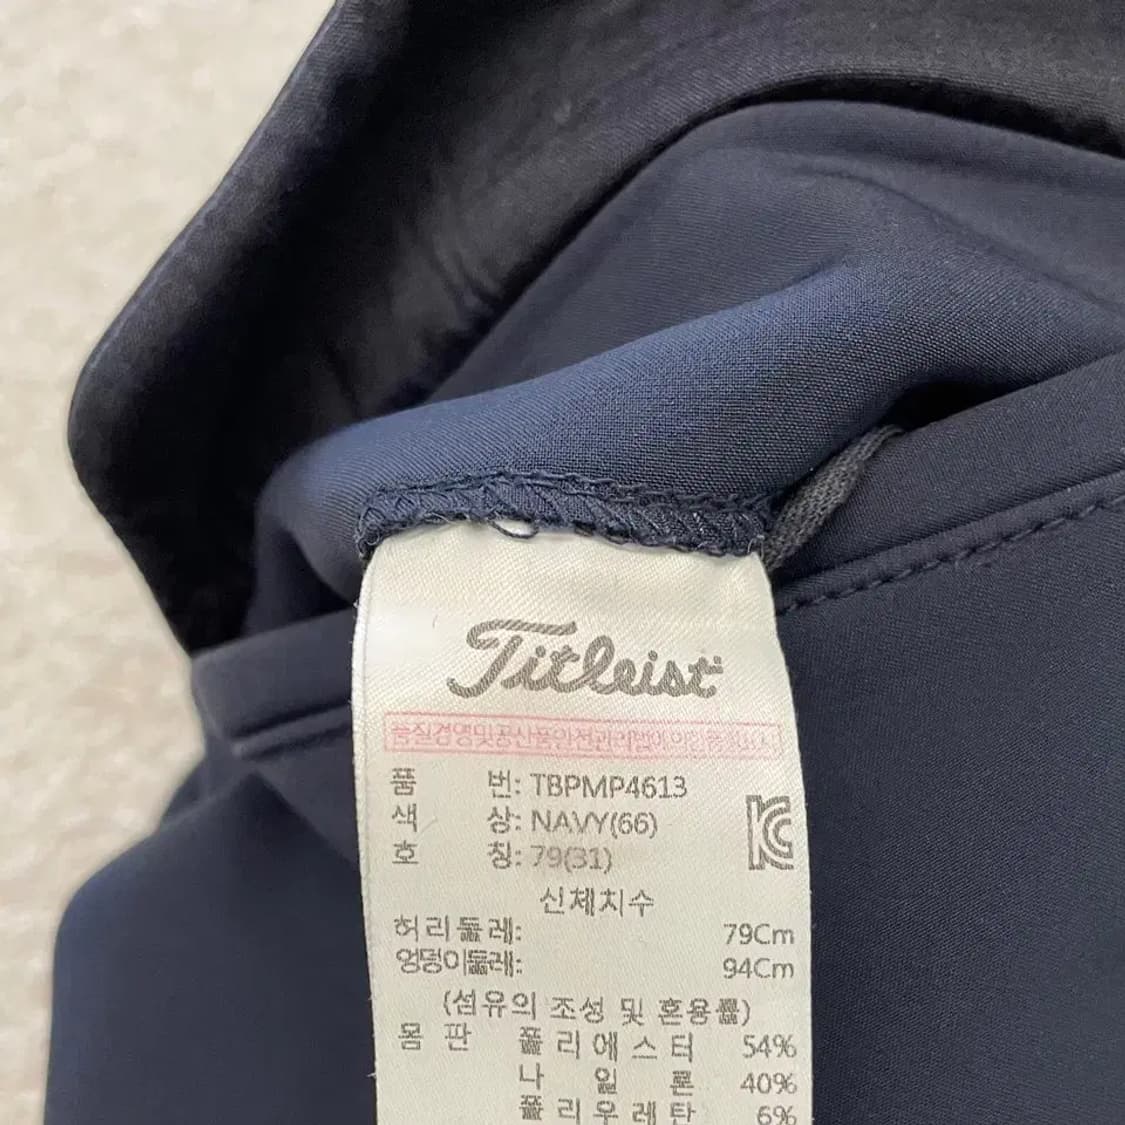 Titleist
품질경영및공산품안전관리법에의한품질표시
품 번: TBPMP4613
색 상: NAVY(66)
호 칭: 79(31)
신체치수
허리둘레: 79Cm
엉덩이둘레: 94Cm
(섬유의 조성 및 혼용률)
몸 판 폴리에스터 54%
나 일 론 40%
폴리우레탄 6%